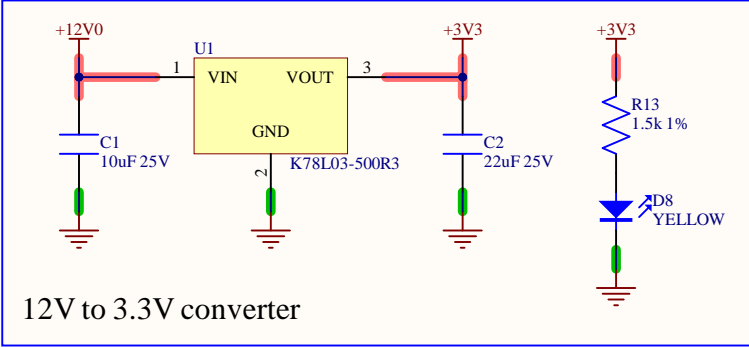 +12V0
U1
+3V3
+3V3
1
VIN
VOUT
3
GND
2
K78L03-500R3
C1
10uF 25V
C2
22uF 25V
R13
1.5k 1%
D8
YELLOW
12V to 3.3V converter